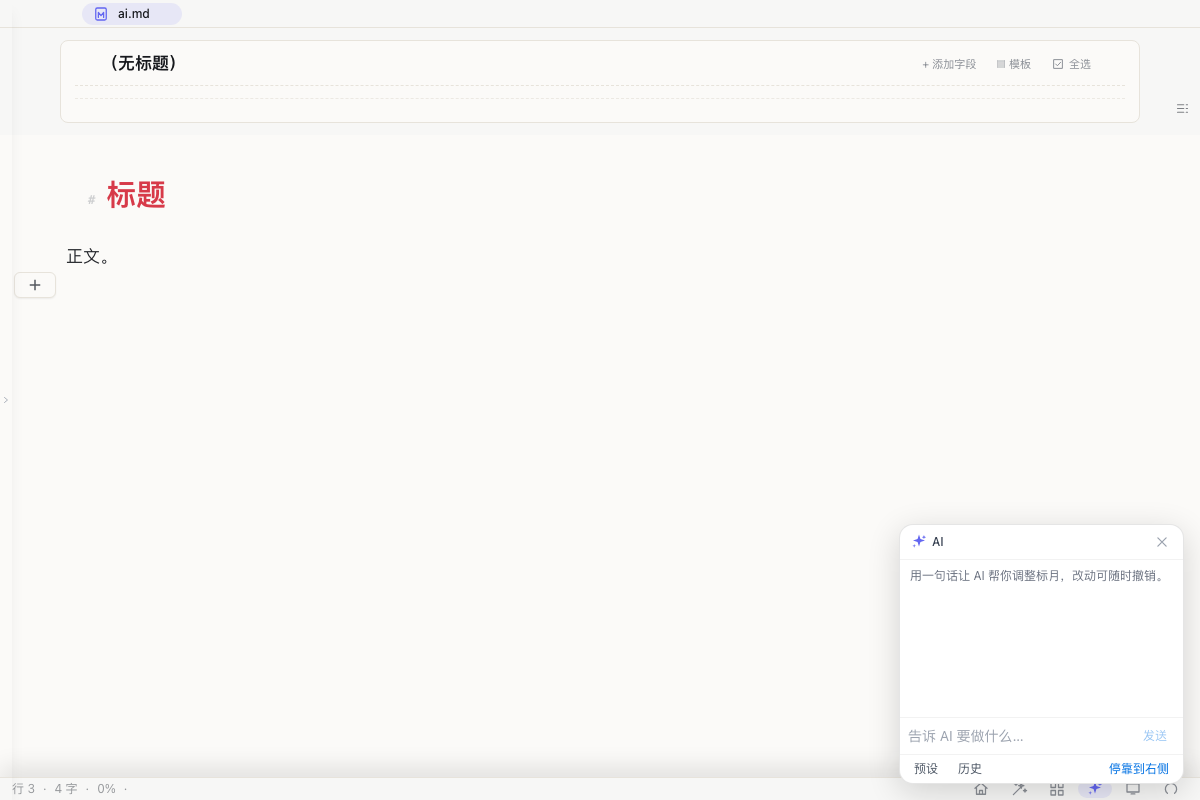 ai.md
（无标题）
+ 添加字段 模板 全选
# 标题
正文。
+
AI
用一句话让 AI 帮你调整标月，改动可随时撤销。
告诉 AI 要做什么... 发送
预设 历史 停靠到右侧
行 3 · 4 字 · 0% ·